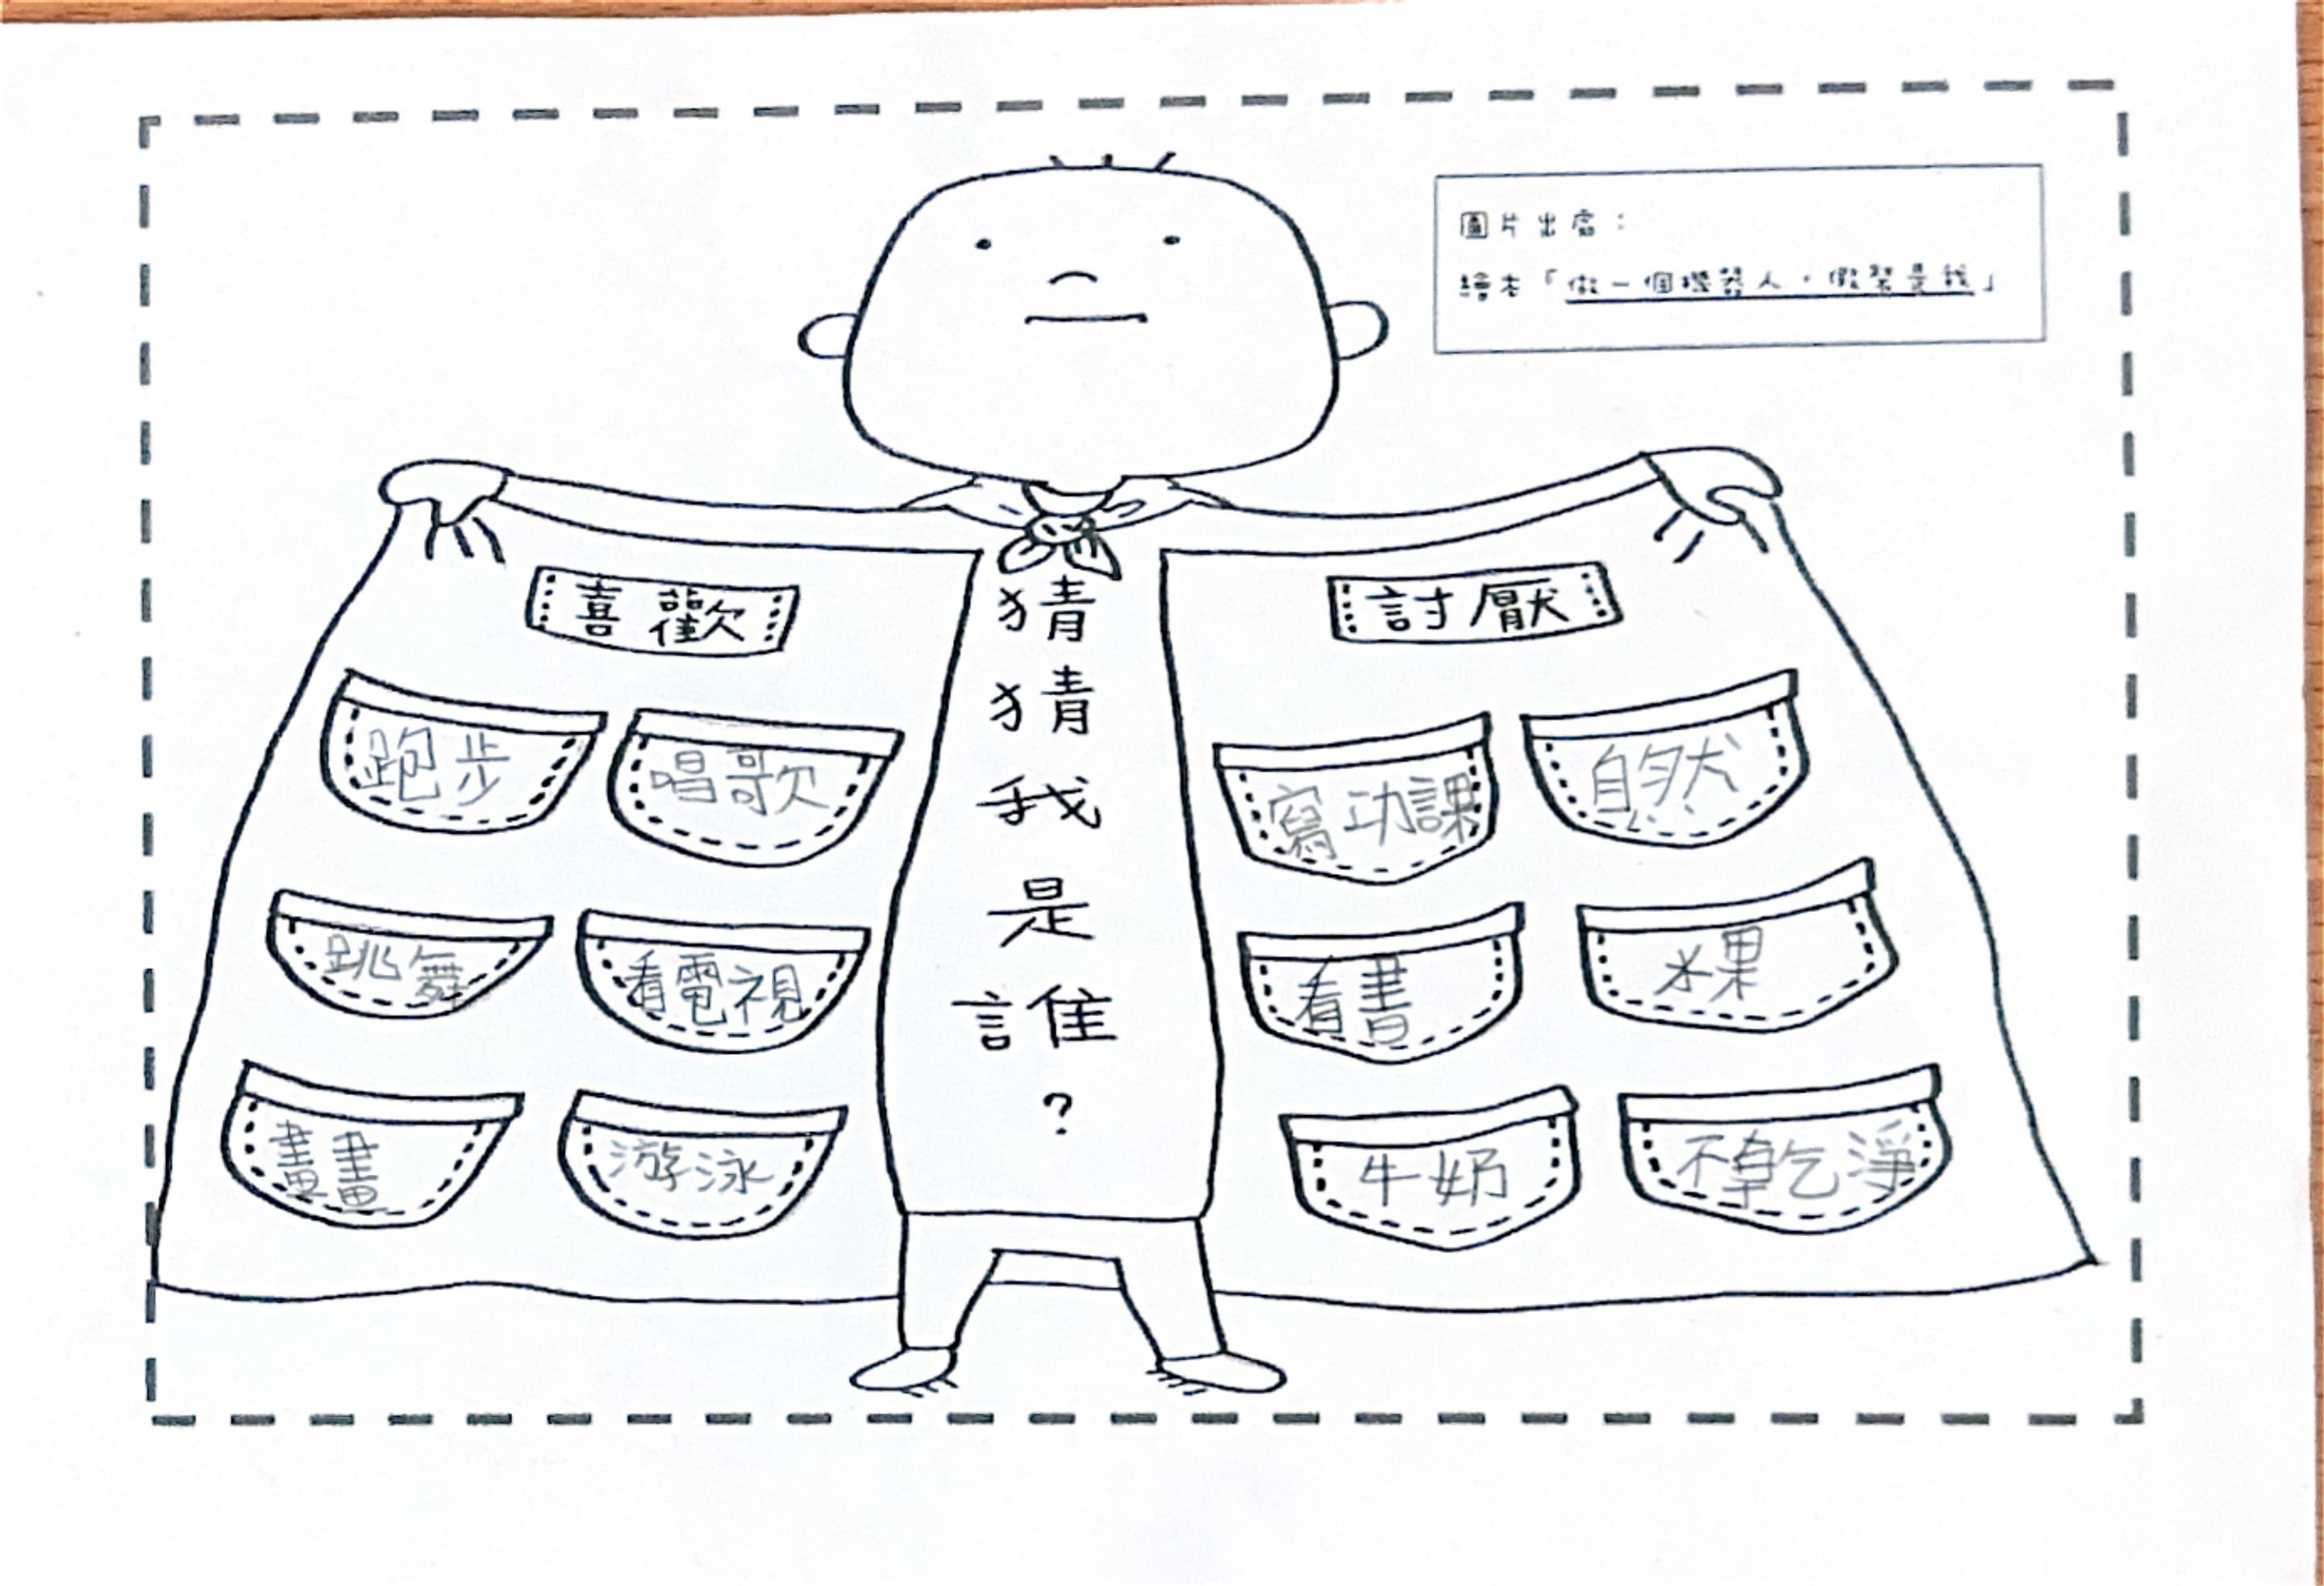 圖片出處：
繪本「做一個機器人，假裝是我」
喜歡
討厭
猜
猜
我
是
誰
?
跑步
唱歌
跳舞
看電視
畫畫
游泳
寫功課
自然
看書
水果
牛奶
不乾淨